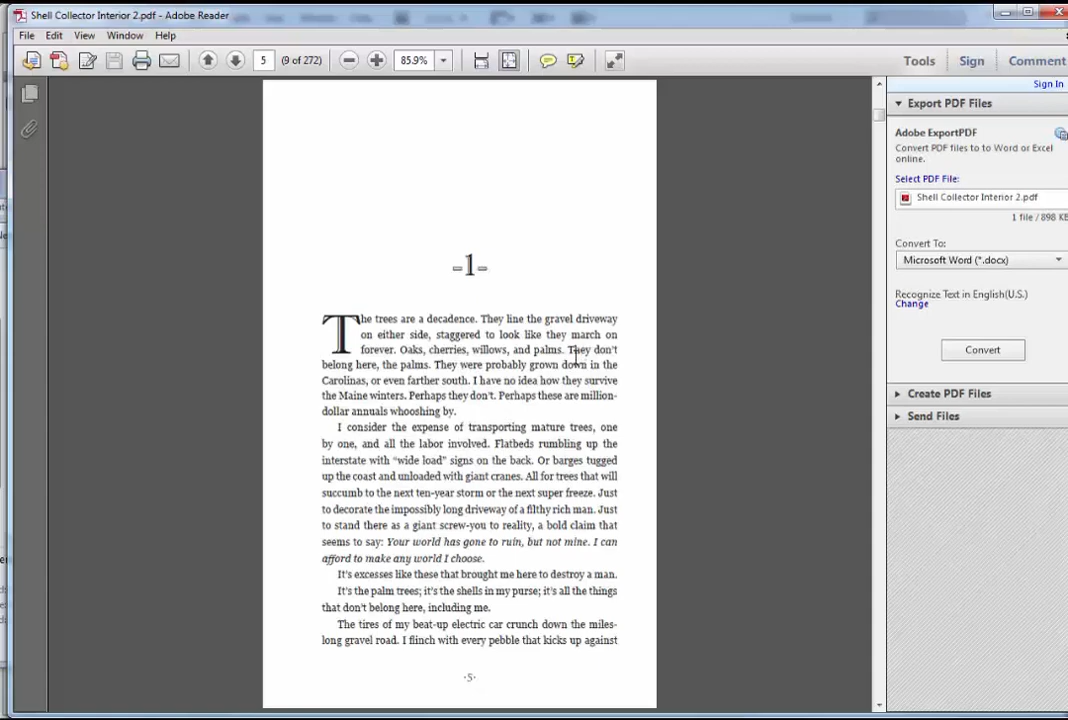 Shell Collector Interior 2.pdf - Adobe Reader
File Edit View Window Help
5 (9 of 272) 85.9% Tools Sign Comment
Sign In
Export PDF Files
Adobe ExportPDF
Convert PDF files to to Word or Excel
online.
Select PDF File:
Shell Collector Interior 2.pdf
1 file / 898 KB
Convert To:
Microsoft Word (*.docx)
Recognize Text in English(U.S.)
Change
Convert
Create PDF Files
Send Files
-1-
The trees are a decadence. They line the gravel driveway
on either side, staggered to look like they march on
forever. Oaks, cherries, willows, and palms. They don't
belong here, the palms. They were probably grown down in the
Carolinas, or even farther south. I have no idea how they survive
the Maine winters. Perhaps they don't. Perhaps these are million-
dollar annuals whooshing by.
I consider the expense of transporting mature trees, one
by one, and all the labor involved. Flatbeds rumbling up the
interstate with “wide load” signs on the back. Or barges tugged
up the coast and unloaded with giant cranes. All for trees that will
succumb to the next ten-year storm or the next super freeze. Just
to decorate the impossibly long driveway of a filthy rich man. Just
to stand there as a giant screw-you to reality, a bold claim that
seems to say: Your world has gone to ruin, but not mine. I can
afford to make any world I choose.
It's excesses like these that brought me here to destroy a man.
It's the palm trees; it's the shells in my purse; it's all the things
that don't belong here, including me.
The tires of my beat-up electric car crunch down the miles-
long gravel road. I flinch with every pebble that kicks up against
·5·